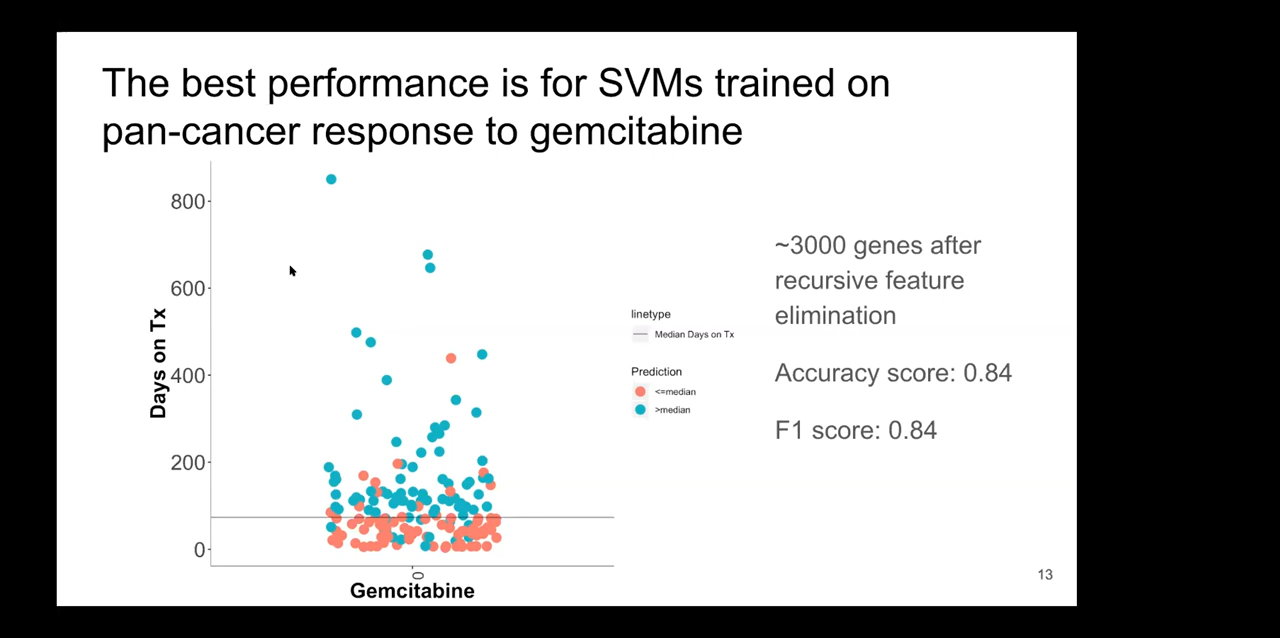 The best performance is for SVMs trained on
pan-cancer response to gemcitabine
800
600
400
200
0
Days on Tx
0
Gemcitabine
linetype
Median Days on Tx
Prediction
<=median
>median
~3000 genes after
recursive feature
elimination
Accuracy score: 0.84
F1 score: 0.84
13